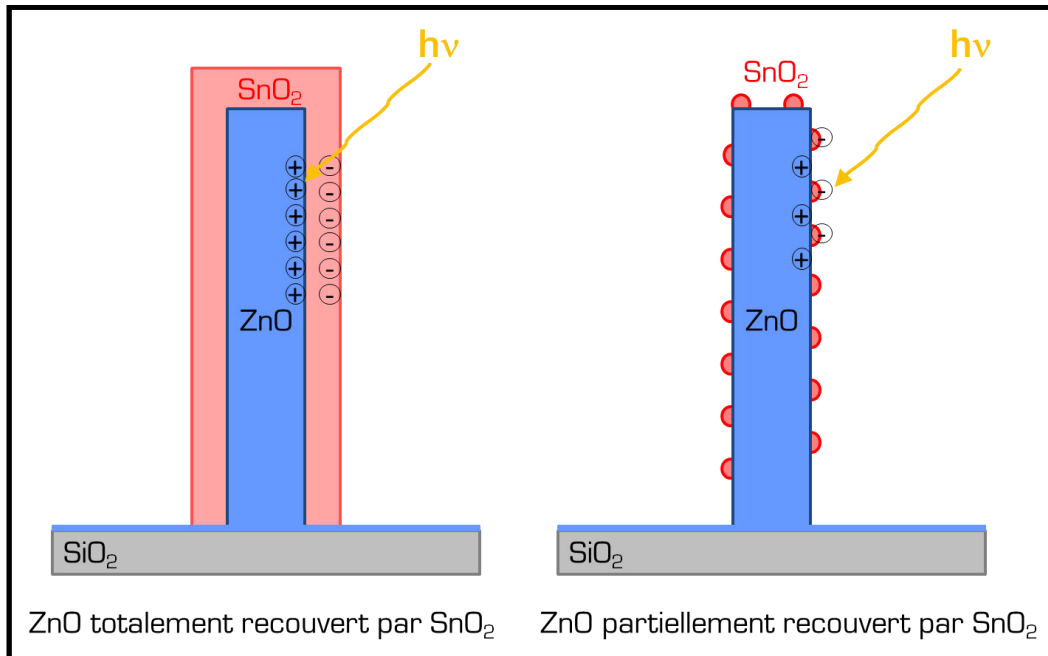 hν
SnO₂
+ -
+ -
+ -
+ -
+ -
+ -
ZnO
SiO₂
ZnO totalement recouvert par SnO₂
hν
SnO₂
-
+
-
+
-
+
ZnO
SiO₂
ZnO partiellement recouvert par SnO₂